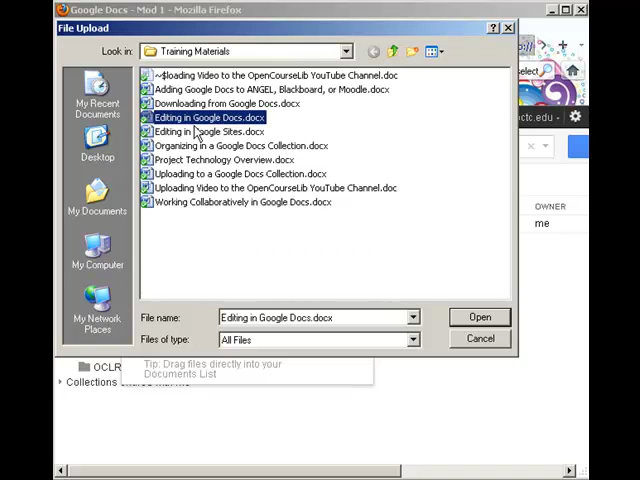 Google Docs - Mod 1 - Mozilla Firefox
File Upload
Look in:
Training Materials
My Recent
Documents
Desktop
My Documents
My Computer
My Network
Places
~$loading Video to the OpenCourseLib YouTube Channel.doc
Adding Google Docs to ANGEL, Blackboard, or Moodle.docx
Downloading from Google Docs.docx
Editing in Google Docs.docx
Editing in Google Sites.docx
Organizing in a Google Docs Collection.docx
Project Technology Overview.docx
Uploading to a Google Docs Collection.docx
Uploading Video to the OpenCourseLib YouTube Channel.doc
Working Collaboratively in Google Docs.docx
File name:
Editing in Google Docs.docx
Open
Files of type:
All Files
Cancel
select
ctc.edu
OWNER
me
OCLR
Tip: Drag files directly into your
Documents List